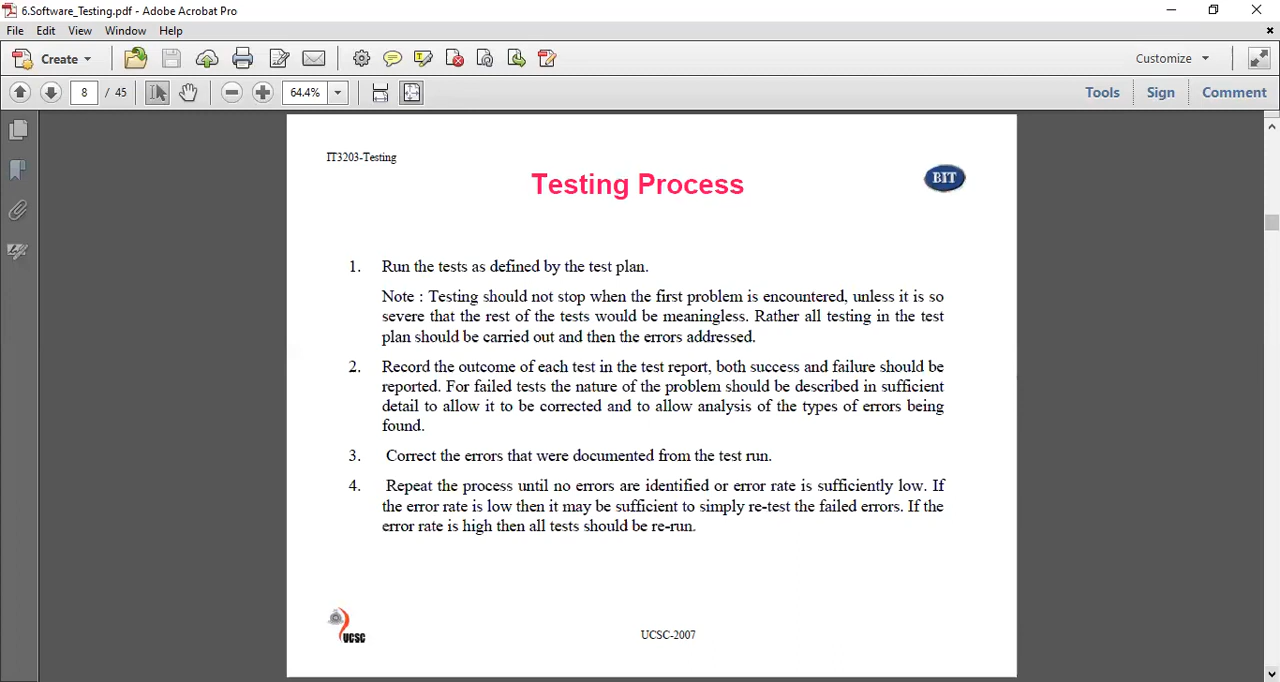 6.Software_Testing.pdf - Adobe Acrobat Pro
File Edit View Window Help
Create Customize
8 / 45 64.4% Tools Sign Comment
IT3203-Testing
Testing Process
BIT
1. Run the tests as defined by the test plan.
Note : Testing should not stop when the first problem is encountered, unless it is so
severe that the rest of the tests would be meaningless. Rather all testing in the test
plan should be carried out and then the errors addressed.
2. Record the outcome of each test in the test report, both success and failure should be
reported. For failed tests the nature of the problem should be described in sufficient
detail to allow it to be corrected and to allow analysis of the types of errors being
found.
3. Correct the errors that were documented from the test run.
4. Repeat the process until no errors are identified or error rate is sufficiently low. If
the error rate is low then it may be sufficient to simply re-test the failed errors. If the
error rate is high then all tests should be re-run.
UCSC
UCSC-2007